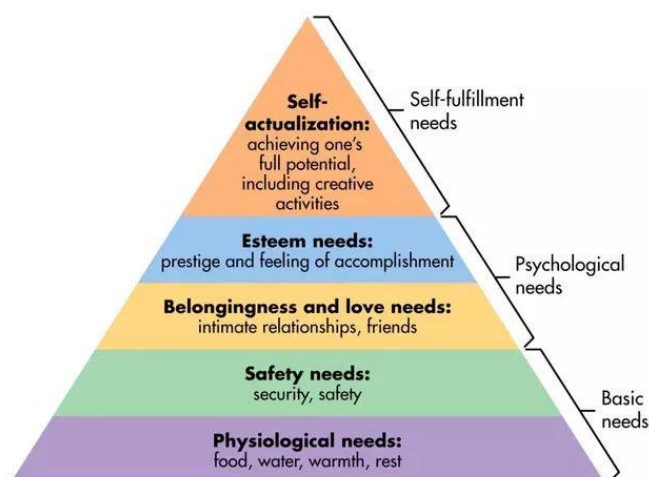 Self-
actualization:
achieving one's
full potential,
including creative
activities
Self-fulfillment
needs
Esteem needs:
prestige and feeling of accomplishment
Belongingness and love needs:
intimate relationships, friends
Psychological
needs
Safety needs:
security, safety
Physiological needs:
food, water, warmth, rest
Basic
needs